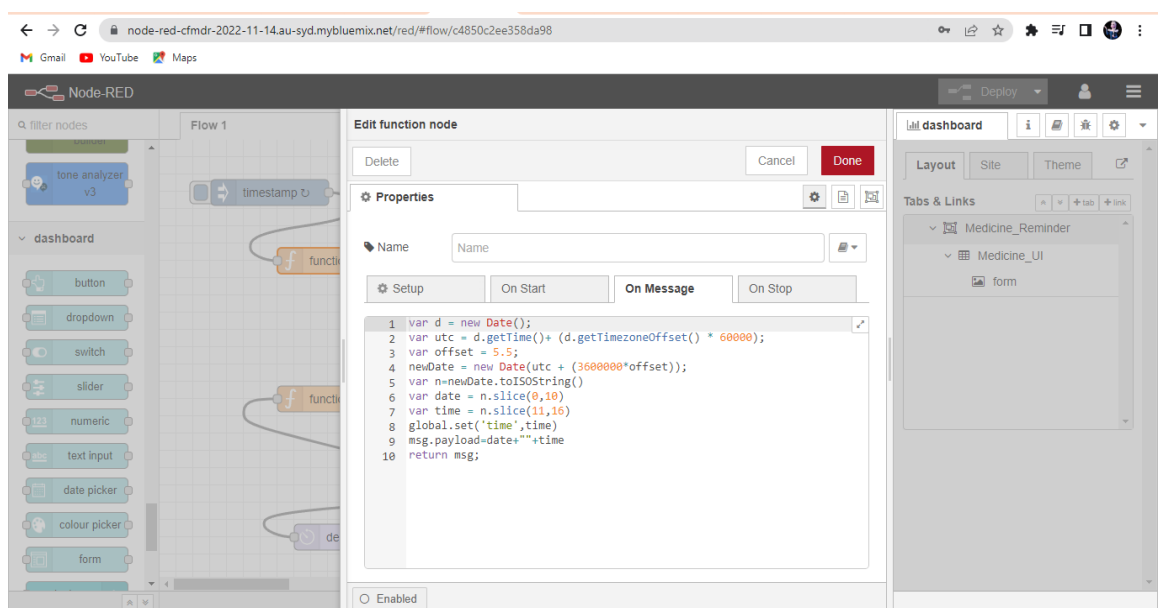 node-red-cfmdr-2022-11-14.au-syd.mybluemix.net/red/#flow/c4850c2ee358da98
Gmail YouTube Maps
Node-RED Deploy
filter nodes
Flow 1
Edit function node
dashboard i
builder
Delete Cancel Done
Layout Site Theme
tone analyzer
v3
timestamp ↻
Properties
Tabs & Links + tab + link
dashboard
Medicine_Reminder
Name Name
Medicine_UI
functi
button
form
Setup On Start On Message On Stop
dropdown
1 var d = new Date();
2 var utc = d.getTime()+ (d.getTimezoneOffset() * 60000);
3 var offset = 5.5;
4 newDate = new Date(utc + (3600000*offset));
5 var n=newDate.toISOString()
6 var date = n.slice(0,10)
7 var time = n.slice(11,16)
8 global.set('time',time)
9 msg.payload=date+""+time
10 return msg;
switch
slider
functi
123 numeric
abc text input
date picker
colour picker
de
form
Enabled